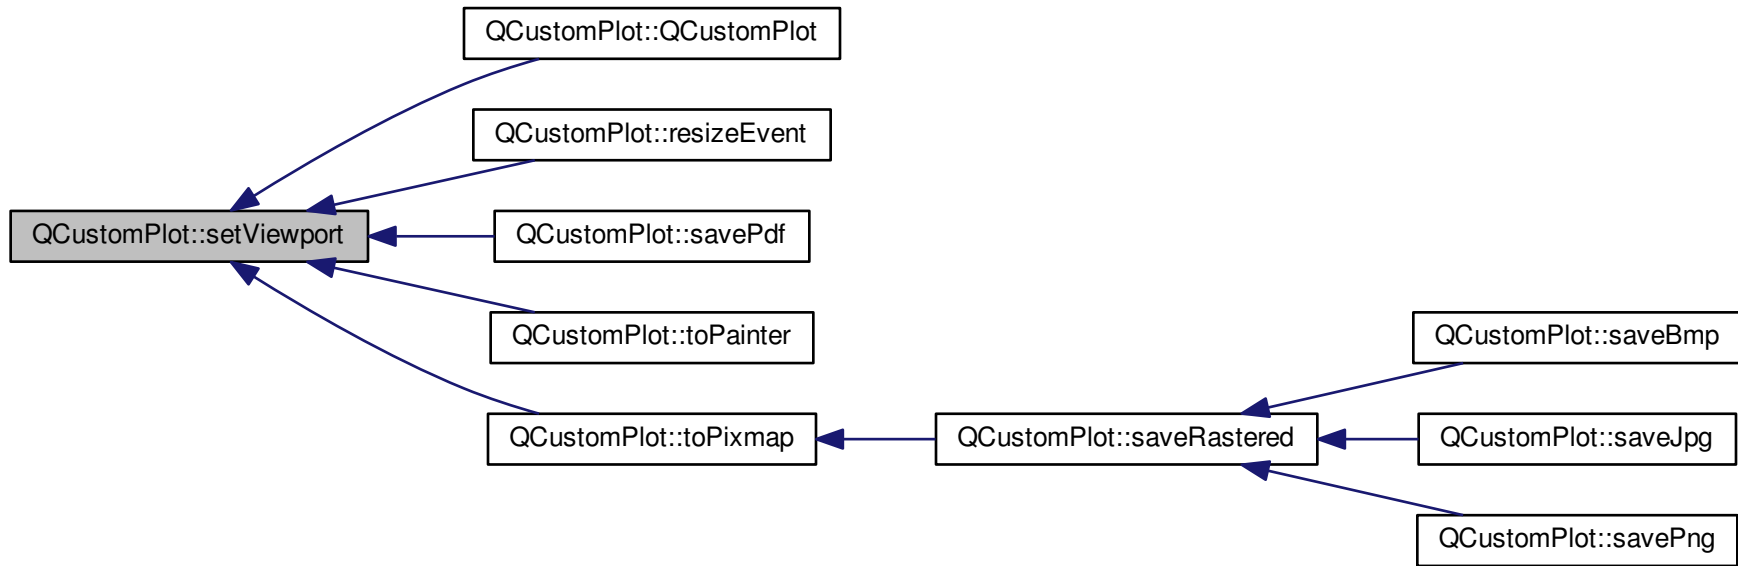 QCustomPlot::QCustomPlot
QCustomPlot::resizeEvent
QCustomPlot::setViewport
QCustomPlot::savePdf
QCustomPlot::toPainter
QCustomPlot::saveBmp
QCustomPlot::toPixmap
QCustomPlot::saveRastered
QCustomPlot::saveJpg
QCustomPlot::savePng